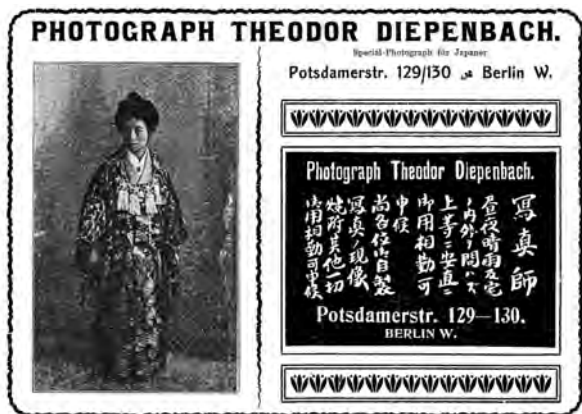 PHOTOGRAPH THEODOR DIEPENBACH.
Special-Photograph für Japaner
Potsdamerstr. 129/130 Berlin W.
Photograph Theodor Diepenbach.
寫真師
昼夜晴雨及宅
ノ内外ヲ問ハズ
上等ニ安直ニ
御用相勤可
申候
尚各位御自製
寫真ノ現像、
焼附其他一切
御用相勤可申候
Potsdamerstr. 129—130.
BERLIN W.